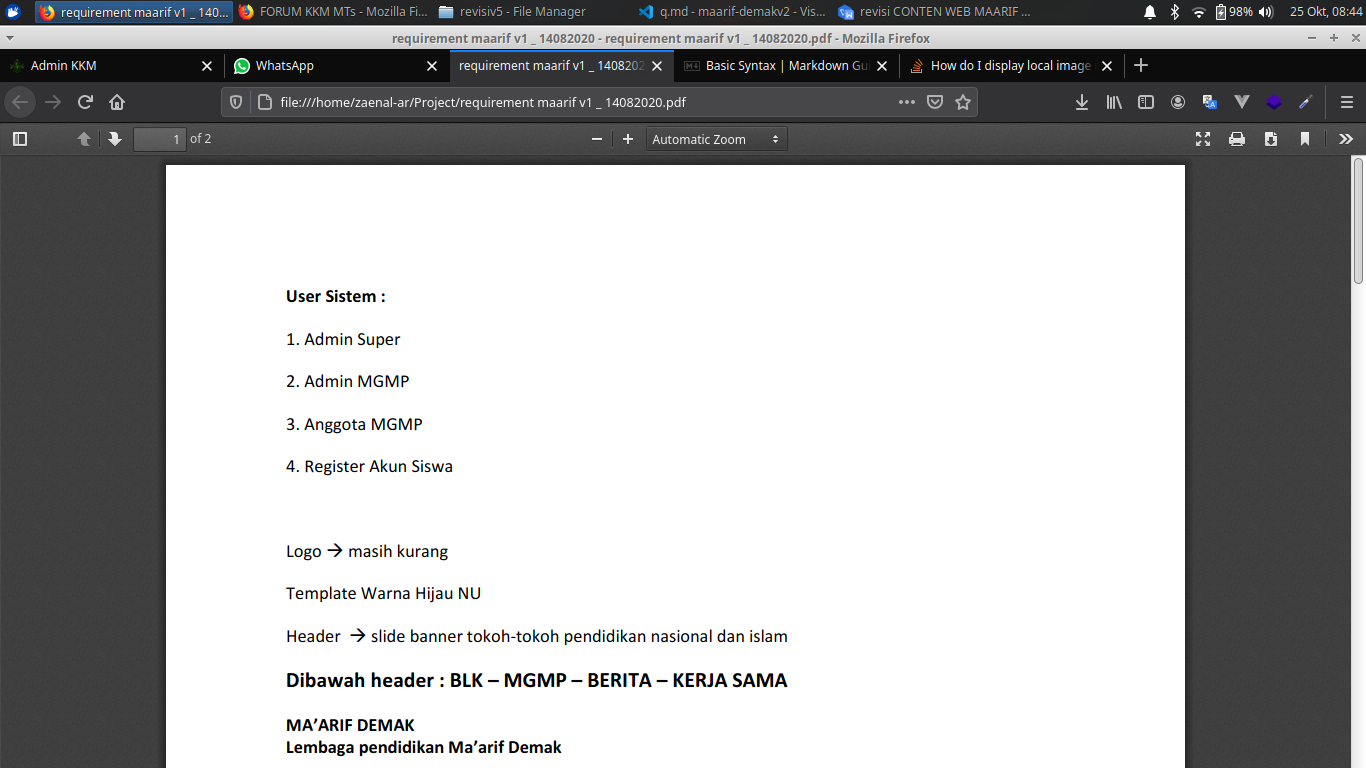 requirement maarif v1 _ 140...
FORUM KKM MTs - Mozilla Fi...
revisiv5 - File Manager
q.md - maarif-demakv2 - Vis...
revisi CONTEN WEB MAARIF ...
98%
25 Okt, 08:44
requirement maarif v1 _ 14082020 - requirement maarif v1 _ 14082020.pdf - Mozilla Firefox
Admin KKM
WhatsApp
requirement maarif v1 _ 1408202
Basic Syntax | Markdown Gu
How do I display local image
file:///home/zaenal-ar/Project/requirement maarif v1 _ 14082020.pdf
1 of 2
Automatic Zoom
User Sistem :
1. Admin Super
2. Admin MGMP
3. Anggota MGMP
4. Register Akun Siswa
Logo → masih kurang
Template Warna Hijau NU
Header → slide banner tokoh-tokoh pendidikan nasional dan islam
Dibawah header : BLK – MGMP – BERITA – KERJA SAMA
MA’ARIF DEMAK
Lembaga pendidikan Ma’arif Demak